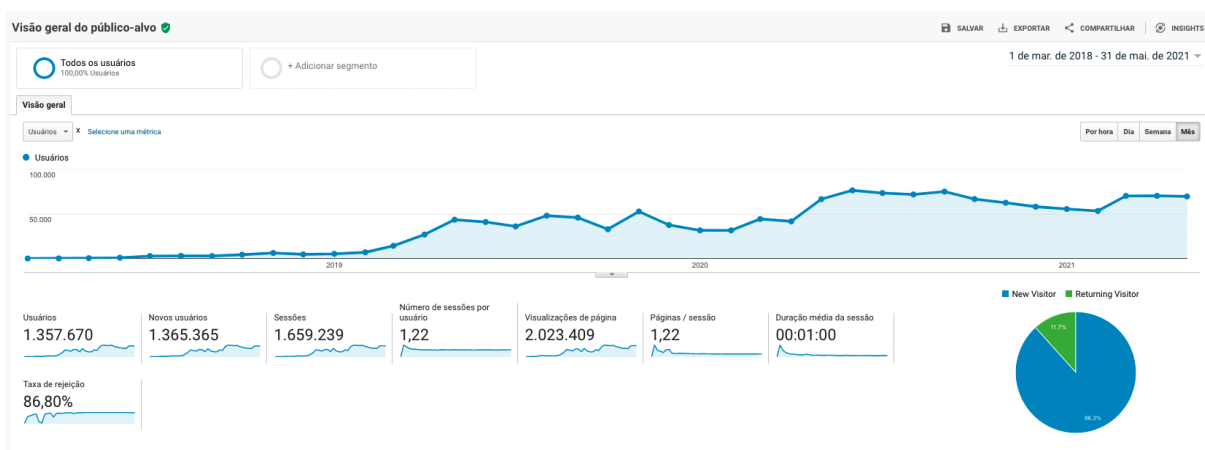 Visão geral do público-alvo
SALVAR EXPORTAR COMPARTILHAR INSIGHTS
Todos os usuários
100,00% Usuários
+ Adicionar segmento
1 de mar. de 2018 - 31 de mai. de 2021
Visão geral
Usuários X Selecione uma métrica
Por hora Dia Semana Mês
Usuários
100.000
50.000
2019 2020 2021
New Visitor Returning Visitor
Usuários
1.357.670
Novos usuários
1.365.365
Sessões
1.659.239
Número de sessões por
usuário
1,22
Visualizações de página
2.023.409
Páginas / sessão
1,22
Duração média da sessão
00:01:00
Taxa de rejeição
86,80%
11,7%
88,3%